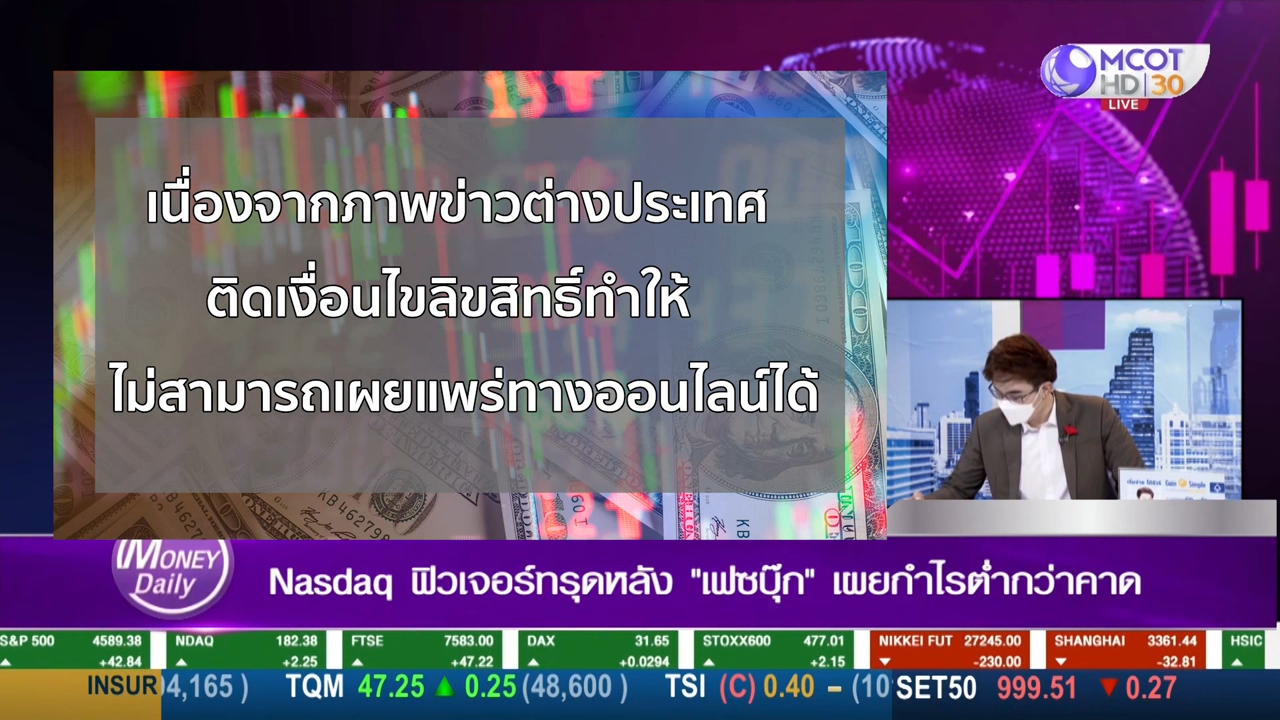 MCOT
HD 30
LIVE
เนื่องจากภาพข่าวต่างประเทศ
ติดเงื่อนไขลิขสิทธิ์ทำให้
ไม่สามารถเผยแพร่ทางออนไลน์ได้
KB462798
MONEY
Daily
Nasdaq ฟิวเจอร์ทรุดหลัง "เฟซบุ๊ก" เผยกำไรต่ำกว่าคาด
S&P 500 4589.38
+42.84
NDAQ 182.38
+2.25
FTSE 7583.00
+47.22
DAX 31.65
+0.0294
STOXX600 477.01
+2.15
NIKKEI FUT 27245.00
-230.00
SHANGHAI 3361.44
-32.81
HSIC
INSUR 4,165 ) TQM 47.25 ▲ 0.25 (48,600 ) TSI (C) 0.40 – (10 SET50 999.51 ▼ 0.27